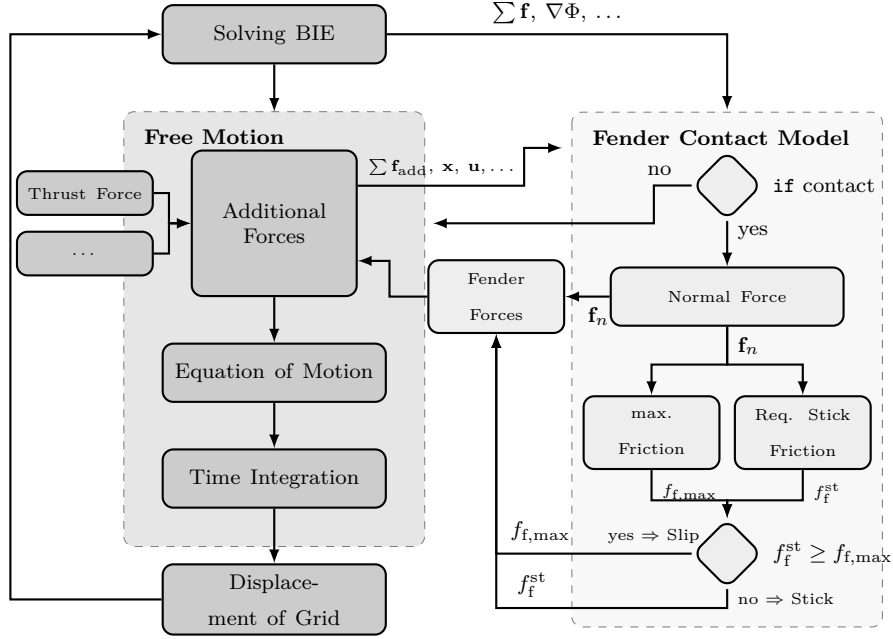 Solving BIE
∑ f, ∇Φ, …
Free Motion
Fender Contact Model
∑ f_add, x, u, …
no
if contact
Thrust Force
…
Additional
Forces
yes
Fender
Forces
Normal Force
f_n
f_n
Equation of Motion
max.
Friction
Req. Stick
Friction
Time Integration
f_f,max
f_f^st
f_f,max
yes ⇒ Slip
f_f^st ≥ f_f,max
f_f^st
no ⇒ Stick
Displace-
ment of Grid